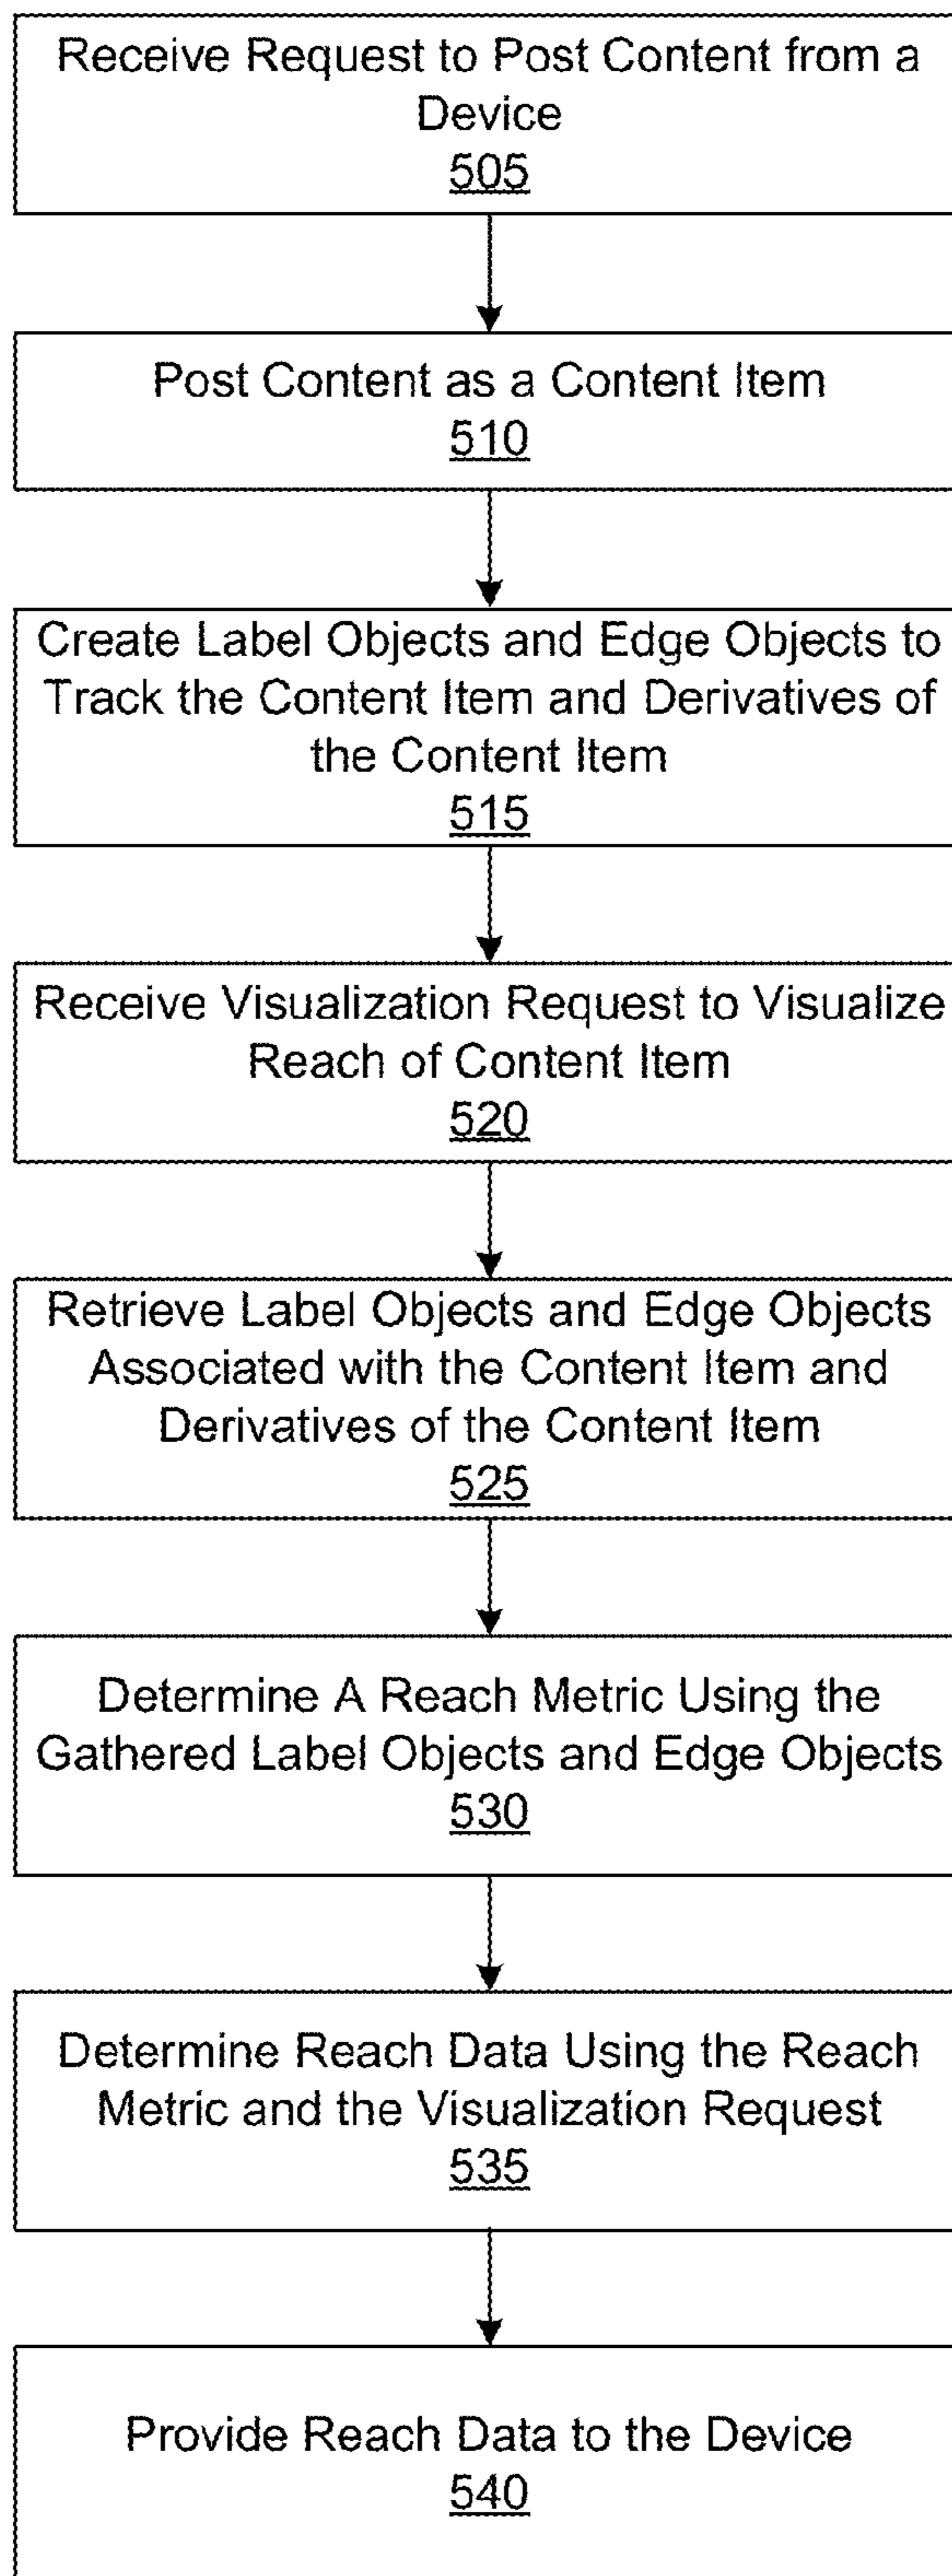 Receive Request to Post Content from a
Device
505
Post Content as a Content Item
510
Create Label Objects and Edge Objects to
Track the Content Item and Derivatives of
the Content Item
515
Receive Visualization Request to Visualize
Reach of Content Item
520
Retrieve Label Objects and Edge Objects
Associated with the Content Item and
Derivatives of the Content Item
525
Determine A Reach Metric Using the
Gathered Label Objects and Edge Objects
530
Determine Reach Data Using the Reach
Metric and the Visualization Request
535
Provide Reach Data to the Device
540